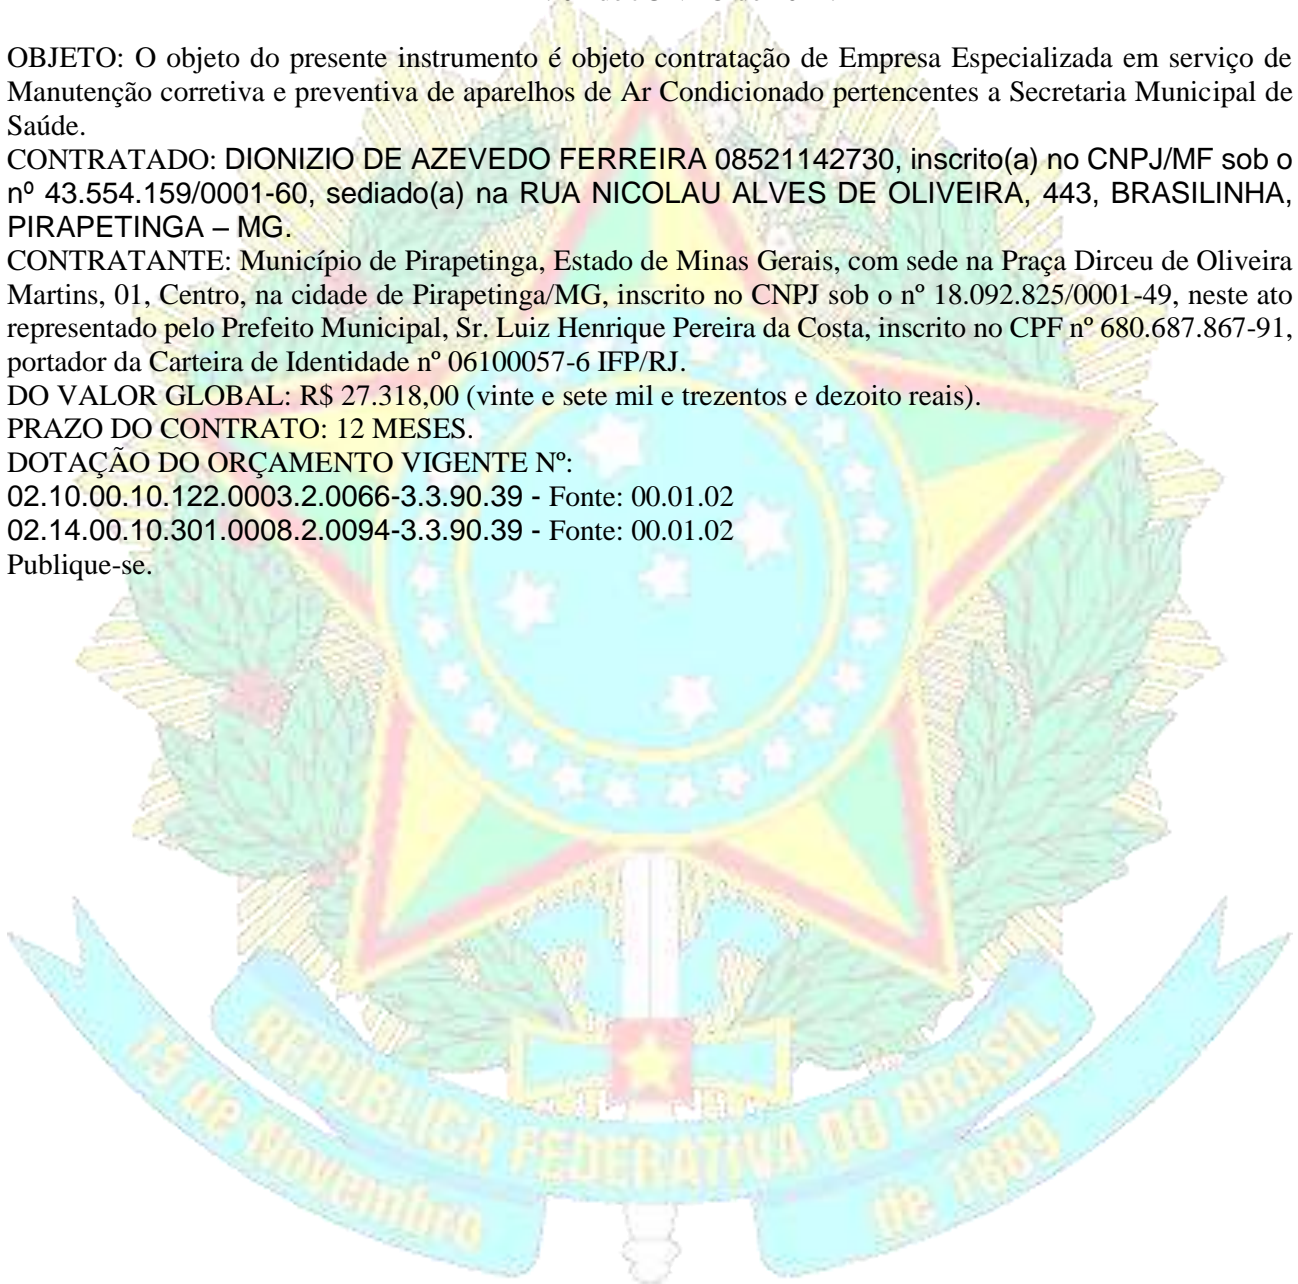 OBJETO: O objeto do presente instrumento é objeto contratação de Empresa Especializada em serviço de
Manutenção corretiva e preventiva de aparelhos de Ar Condicionado pertencentes a Secretaria Municipal de
Saúde.
CONTRATADO: DIONIZIO DE AZEVEDO FERREIRA 08521142730, inscrito(a) no CNPJ/MF sob o
nº 43.554.159/0001-60, sediado(a) na RUA NICOLAU ALVES DE OLIVEIRA, 443, BRASILINHA,
PIRAPETINGA – MG.
CONTRATANTE: Município de Pirapetinga, Estado de Minas Gerais, com sede na Praça Dirceu de Oliveira
Martins, 01, Centro, na cidade de Pirapetinga/MG, inscrito no CNPJ sob o nº 18.092.825/0001-49, neste ato
representado pelo Prefeito Municipal, Sr. Luiz Henrique Pereira da Costa, inscrito no CPF nº 680.687.867-91,
portador da Carteira de Identidade nº 06100057-6 IFP/RJ.
DO VALOR GLOBAL: R$ 27.318,00 (vinte e sete mil e trezentos e dezoito reais).
PRAZO DO CONTRATO: 12 MESES.
DOTAÇÃO DO ORÇAMENTO VIGENTE Nº:
02.10.00.10.122.0003.2.0066-3.3.90.39 - Fonte: 00.01.02
02.14.00.10.301.0008.2.0094-3.3.90.39 - Fonte: 00.01.02
Publique-se.
REPÚBLICA FEDERATIVA DO BRASIL
15 de Novembro de 1889